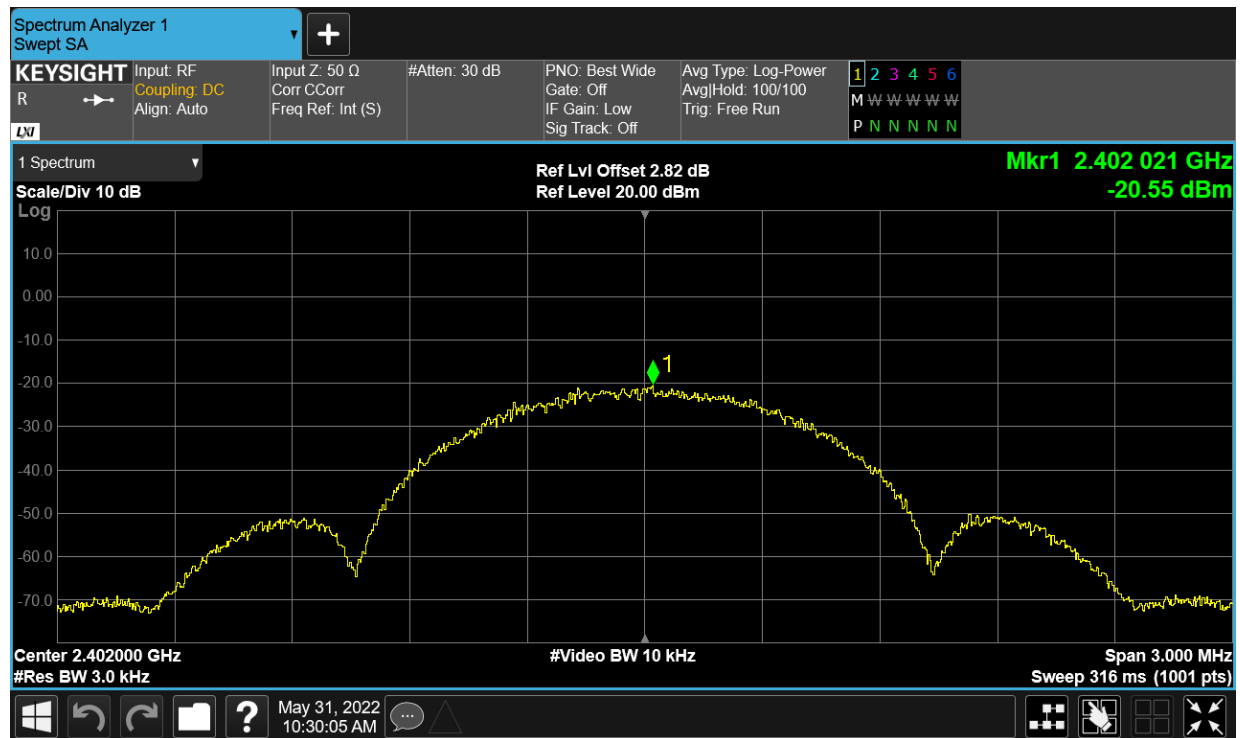 Spectrum Analyzer 1
Swept SA
KEYSIGHT
R
LXI
Input: RF
Coupling: DC
Align: Auto
Input Z: 50 Ω
Corr CCorr
Freq Ref: Int (S)
#Atten: 30 dB
PNO: Best Wide
Gate: Off
IF Gain: Low
Sig Track: Off
Avg Type: Log-Power
Avg|Hold: 100/100
Trig: Free Run
1 2 3 4 5 6
M W W W W W
P N N N N N
1 Spectrum
Scale/Div 10 dB
Ref Lvl Offset 2.82 dB
Ref Level 20.00 dBm
Mkr1 2.402 021 GHz
-20.55 dBm
Log
10.0
0.00
-10.0
-20.0
-30.0
-40.0
-50.0
-60.0
-70.0
1
Center 2.402000 GHz
#Res BW 3.0 kHz
#Video BW 10 kHz
Span 3.000 MHz
Sweep 316 ms (1001 pts)
?
May 31, 2022
10:30:05 AM